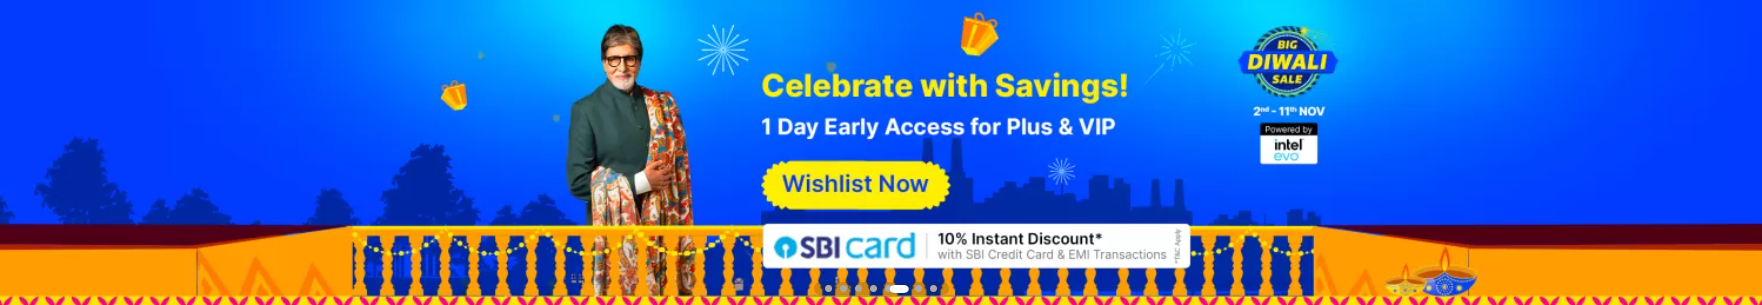 Celebrate with Savings!
1 Day Early Access for Plus & VIP
Wishlist Now
SBI card
10% Instant Discount*
with SBI Credit Card & EMI Transactions
*T&C Apply
BIG
DIWALI
SALE
2nd - 11th NOV
Powered by
intel
evo